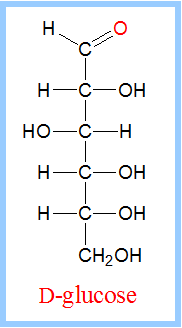 H O
C
H C OH
HO C H
H C OH
H C OH
CH₂OH
D-glucose